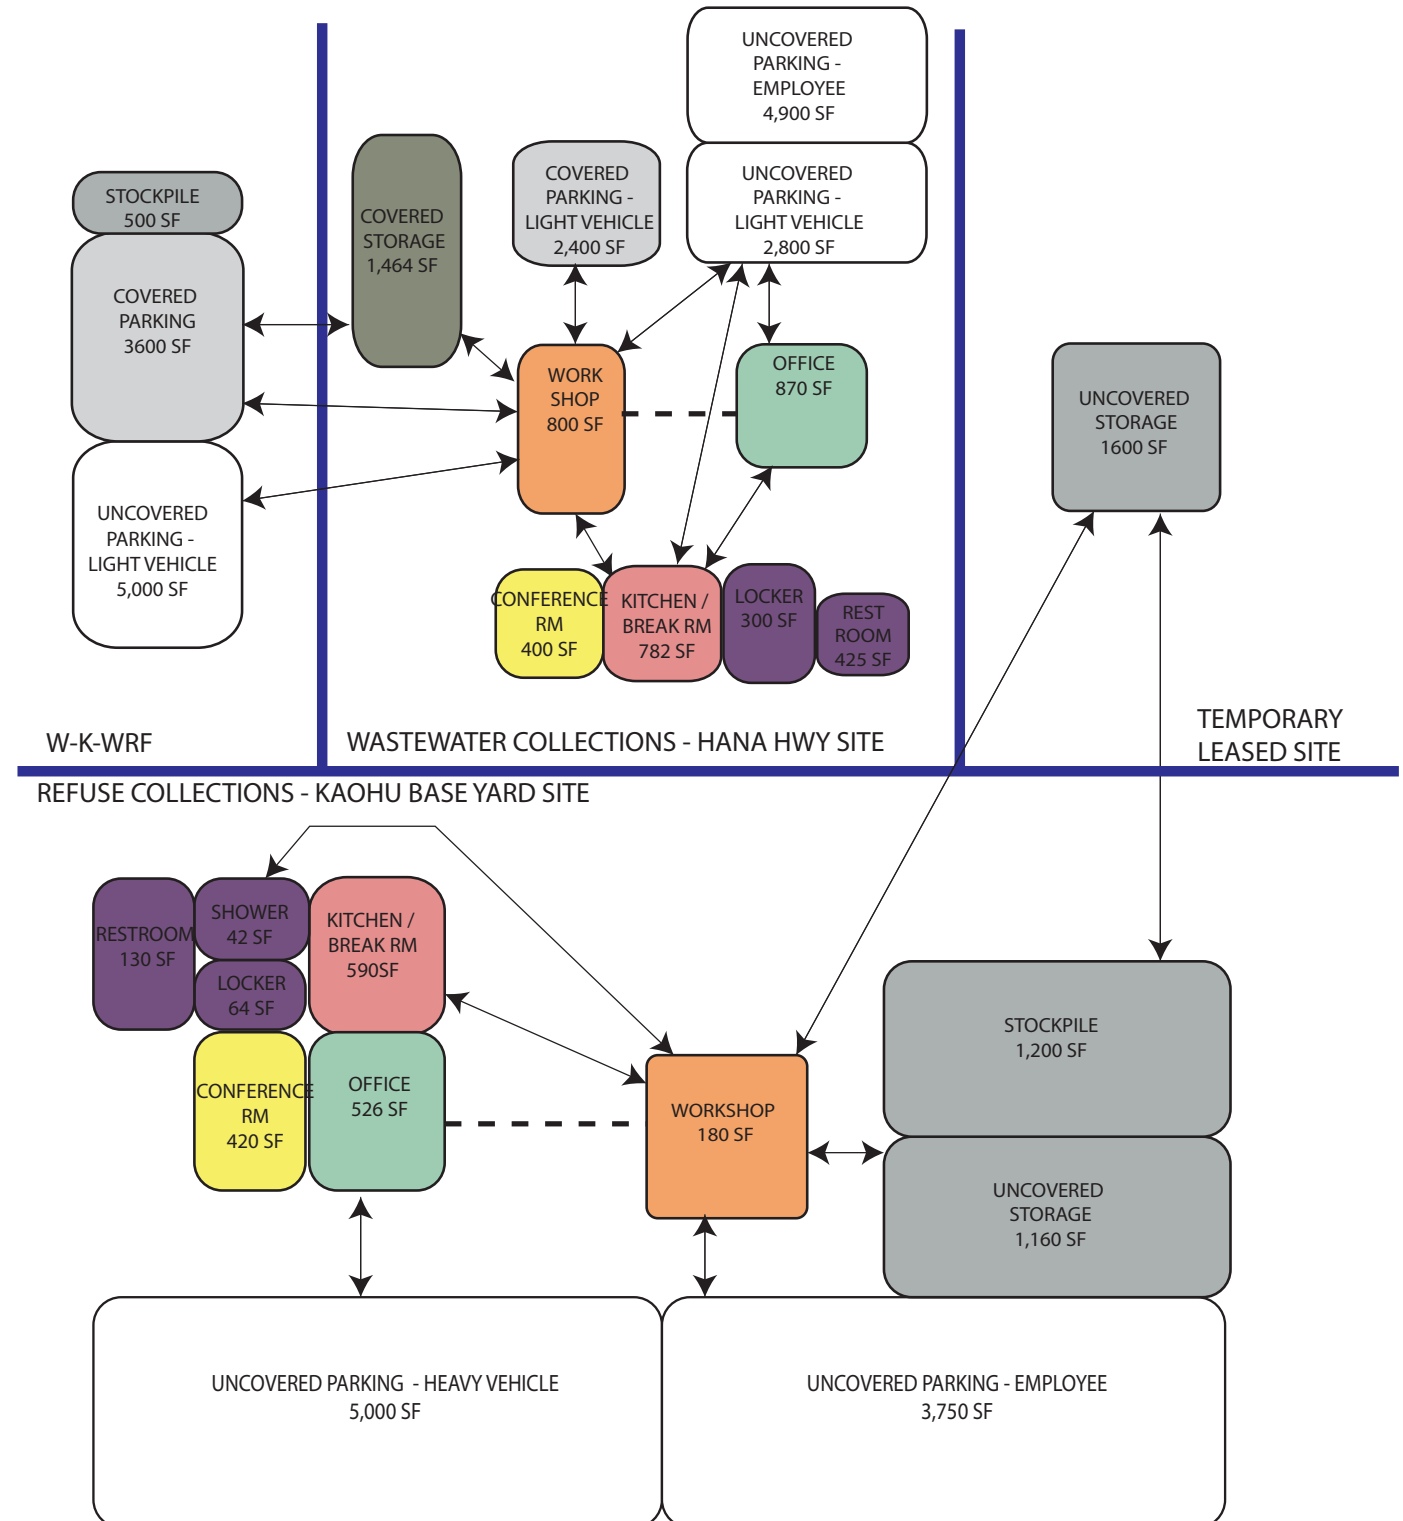 UNCOVERED
PARKING -
EMPLOYEE
4,900 SF
UNCOVERED
PARKING -
LIGHT VEHICLE
2,800 SF
COVERED
PARKING -
LIGHT VEHICLE
2,400 SF
COVERED
STORAGE
1,464 SF
STOCKPILE
500 SF
COVERED
PARKING
3600 SF
UNCOVERED
PARKING -
LIGHT VEHICLE
5,000 SF
WORK
SHOP
800 SF
OFFICE
870 SF
UNCOVERED
STORAGE
1600 SF
CONFERENCE
RM
400 SF
KITCHEN /
BREAK RM
782 SF
LOCKER
300 SF
REST
ROOM
425 SF
W-K-WRF
WASTEWATER COLLECTIONS - HANA HWY SITE
TEMPORARY
LEASED SITE
REFUSE COLLECTIONS - KAOHU BASE YARD SITE
RESTROOM
130 SF
SHOWER
42 SF
LOCKER
64 SF
KITCHEN /
BREAK RM
590SF
CONFERENCE
RM
420 SF
OFFICE
526 SF
WORKSHOP
180 SF
STOCKPILE
1,200 SF
UNCOVERED
STORAGE
1,160 SF
UNCOVERED PARKING - HEAVY VEHICLE
5,000 SF
UNCOVERED PARKING - EMPLOYEE
3,750 SF